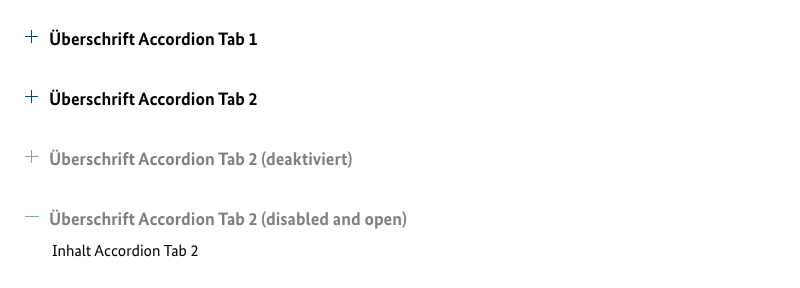 Überschrift Accordion Tab 1
Überschrift Accordion Tab 2
Überschrift Accordion Tab 2 (deaktiviert)
Überschrift Accordion Tab 2 (disabled and open)
Inhalt Accordion Tab 2